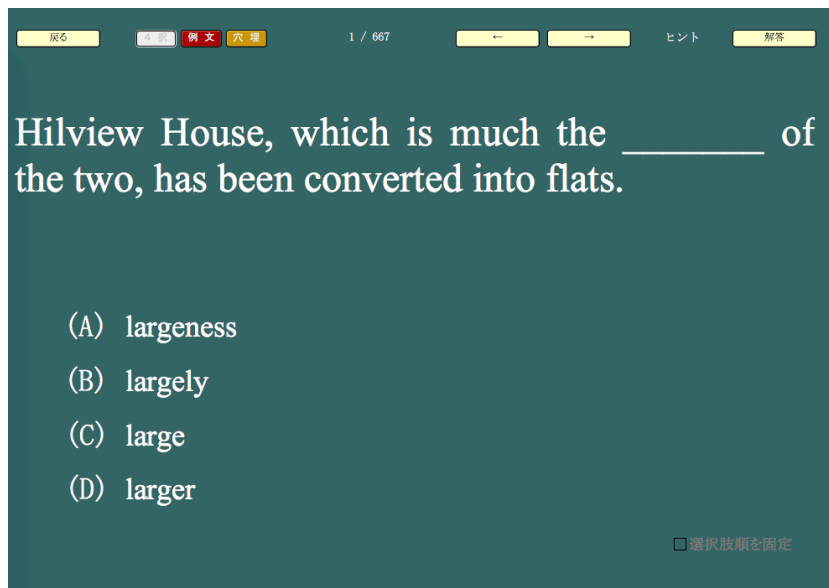 戻る 4 択 例 文 穴 埋 1 / 667 ← → ヒント 解答
Hilview House, which is much the _______ of
the two, has been converted into flats.
(A) largeness
(B) largely
(C) large
(D) larger
□選択肢順を固定